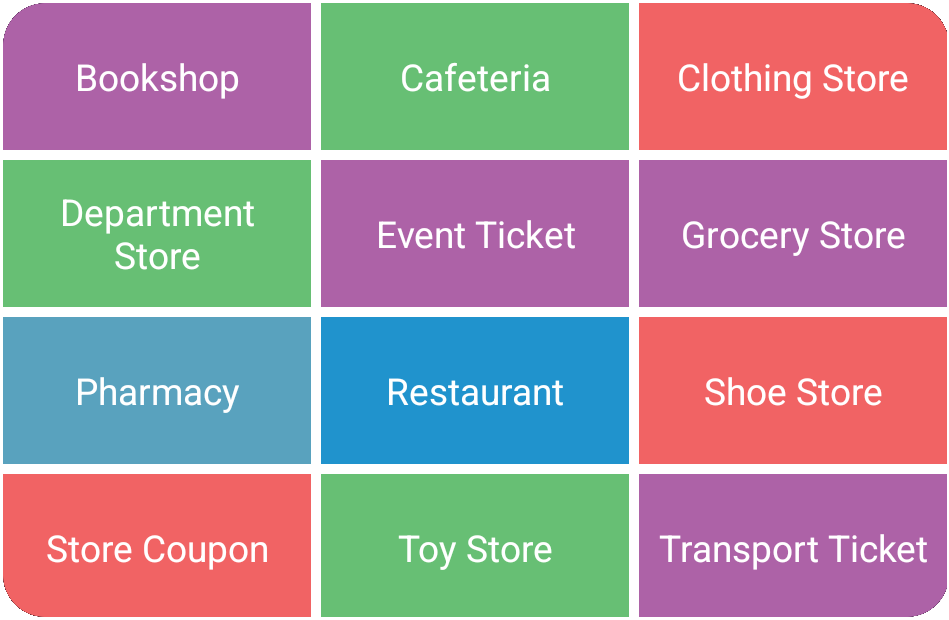 Bookshop
Cafeteria
Clothing Store
Department
Store
Event Ticket
Grocery Store
Pharmacy
Restaurant
Shoe Store
Store Coupon
Toy Store
Transport Ticket